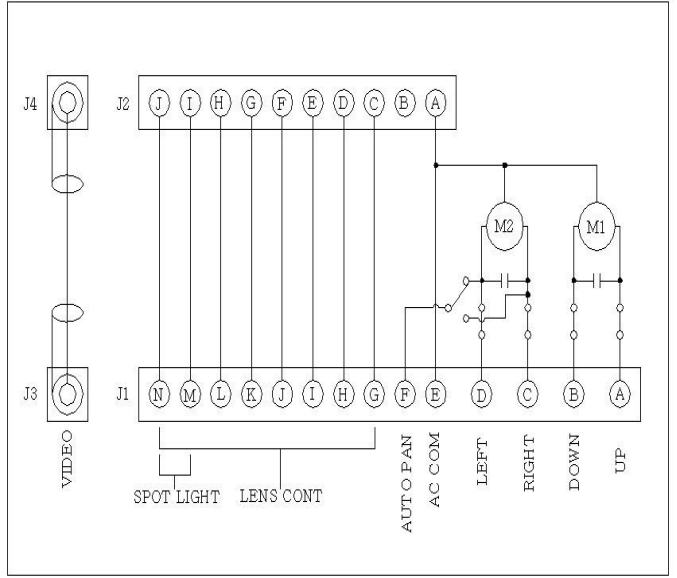 J4
J2 J I H G F E D C B A
M2 M1
J3
J1 N M L K J I H G F E D C B A
VIDEO
SPOT LIGHT
LENS CONT
AUTO PAN
AC COM
LEFT
RIGHT
DOWN
UP